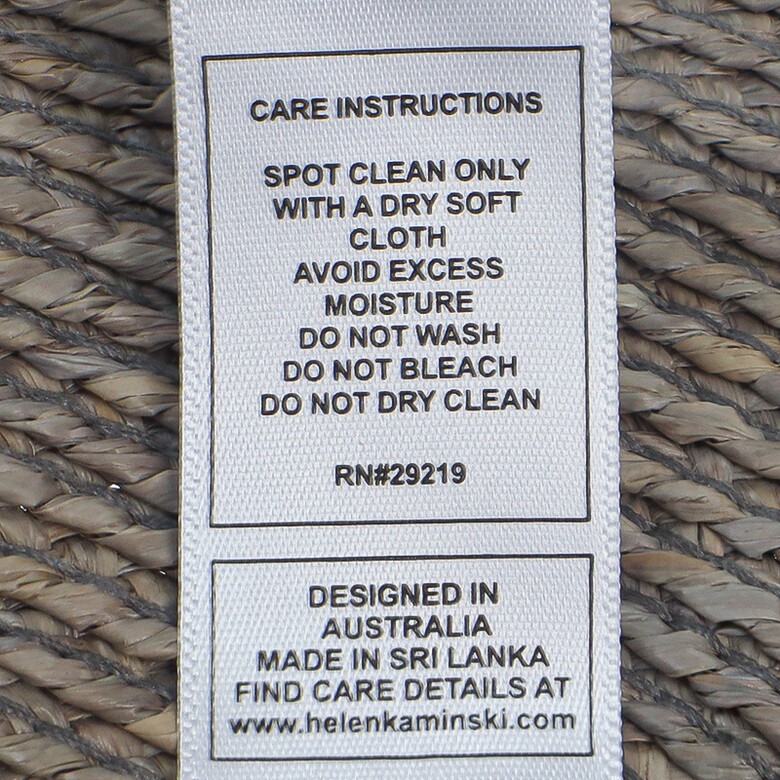 CARE INSTRUCTIONS
SPOT CLEAN ONLY
WITH A DRY SOFT
CLOTH
AVOID EXCESS
MOISTURE
DO NOT WASH
DO NOT BLEACH
DO NOT DRY CLEAN
RN#29219
DESIGNED IN
AUSTRALIA
MADE IN SRI LANKA
FIND CARE DETAILS AT
www.helenkaminski.com